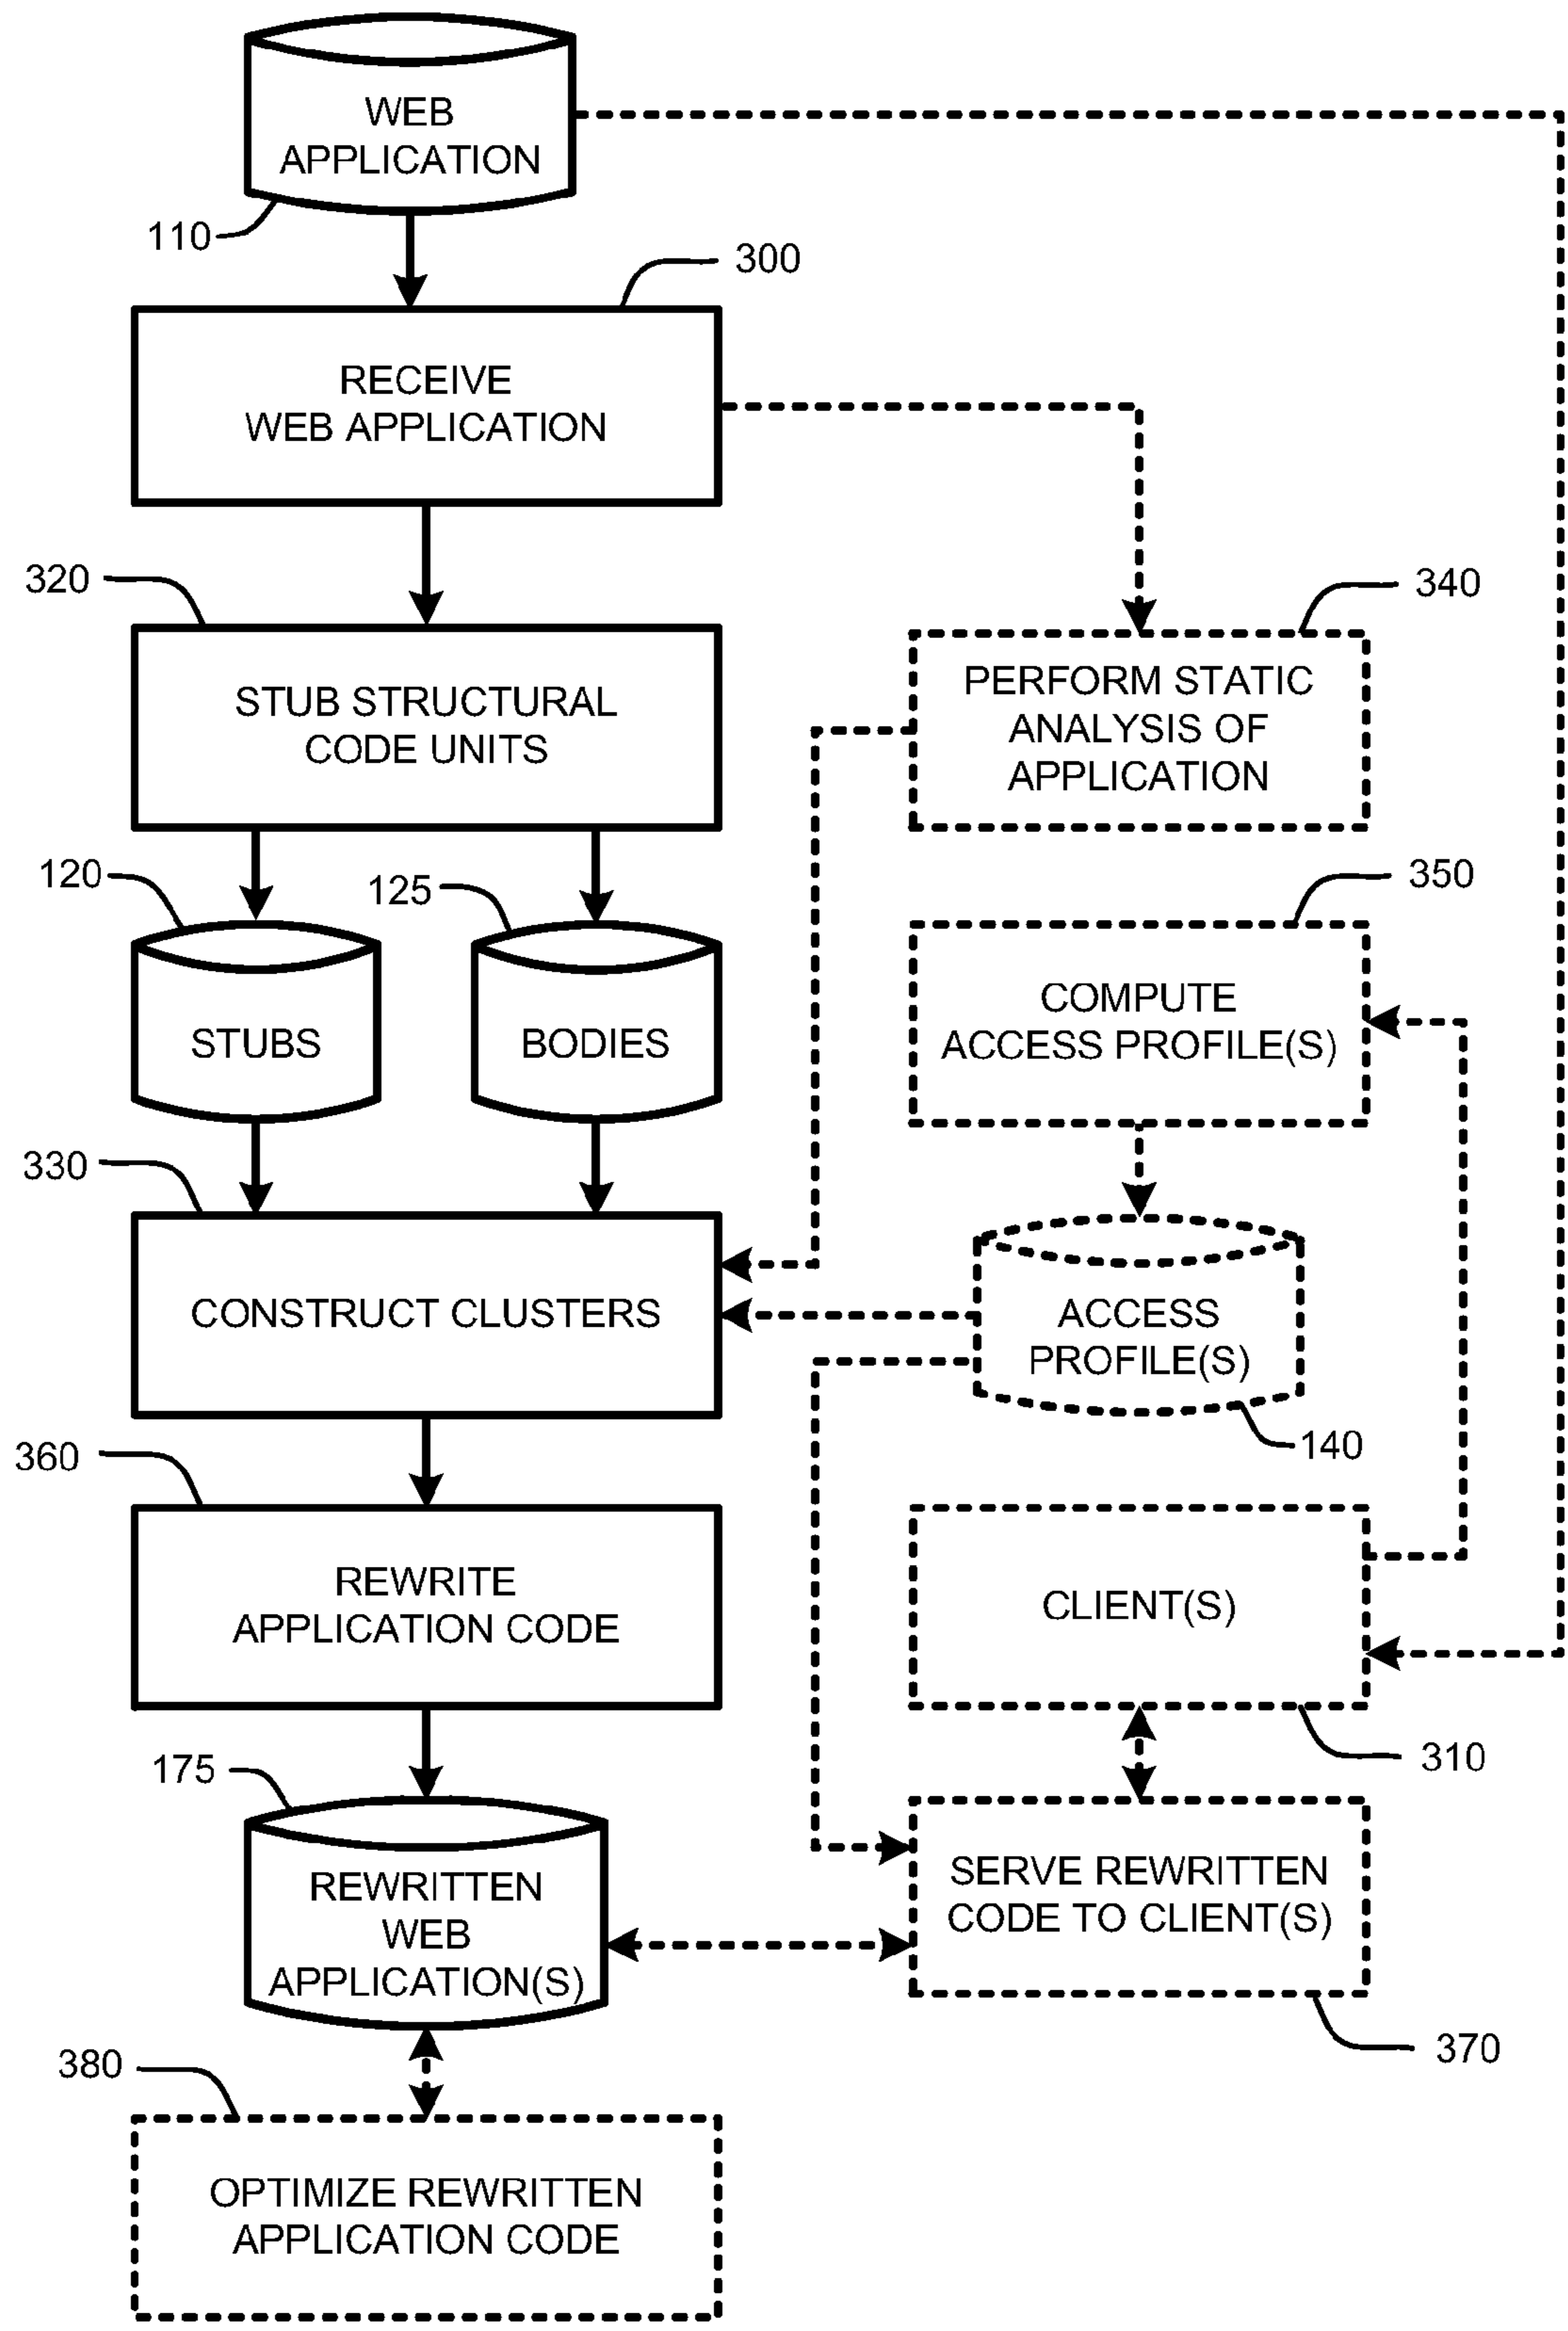 WEB
APPLICATION
110
300
RECEIVE
WEB APPLICATION
320
340
STUB STRUCTURAL
CODE UNITS
PERFORM STATIC
ANALYSIS OF
APPLICATION
120
125
350
STUBS
BODIES
COMPUTE
ACCESS PROFILE(S)
330
CONSTRUCT CLUSTERS
ACCESS
PROFILE(S)
140
360
REWRITE
APPLICATION CODE
CLIENT(S)
310
175
REWRITTEN
WEB
APPLICATION(S)
SERVE REWRITTEN
CODE TO CLIENT(S)
370
380
OPTIMIZE REWRITTEN
APPLICATION CODE